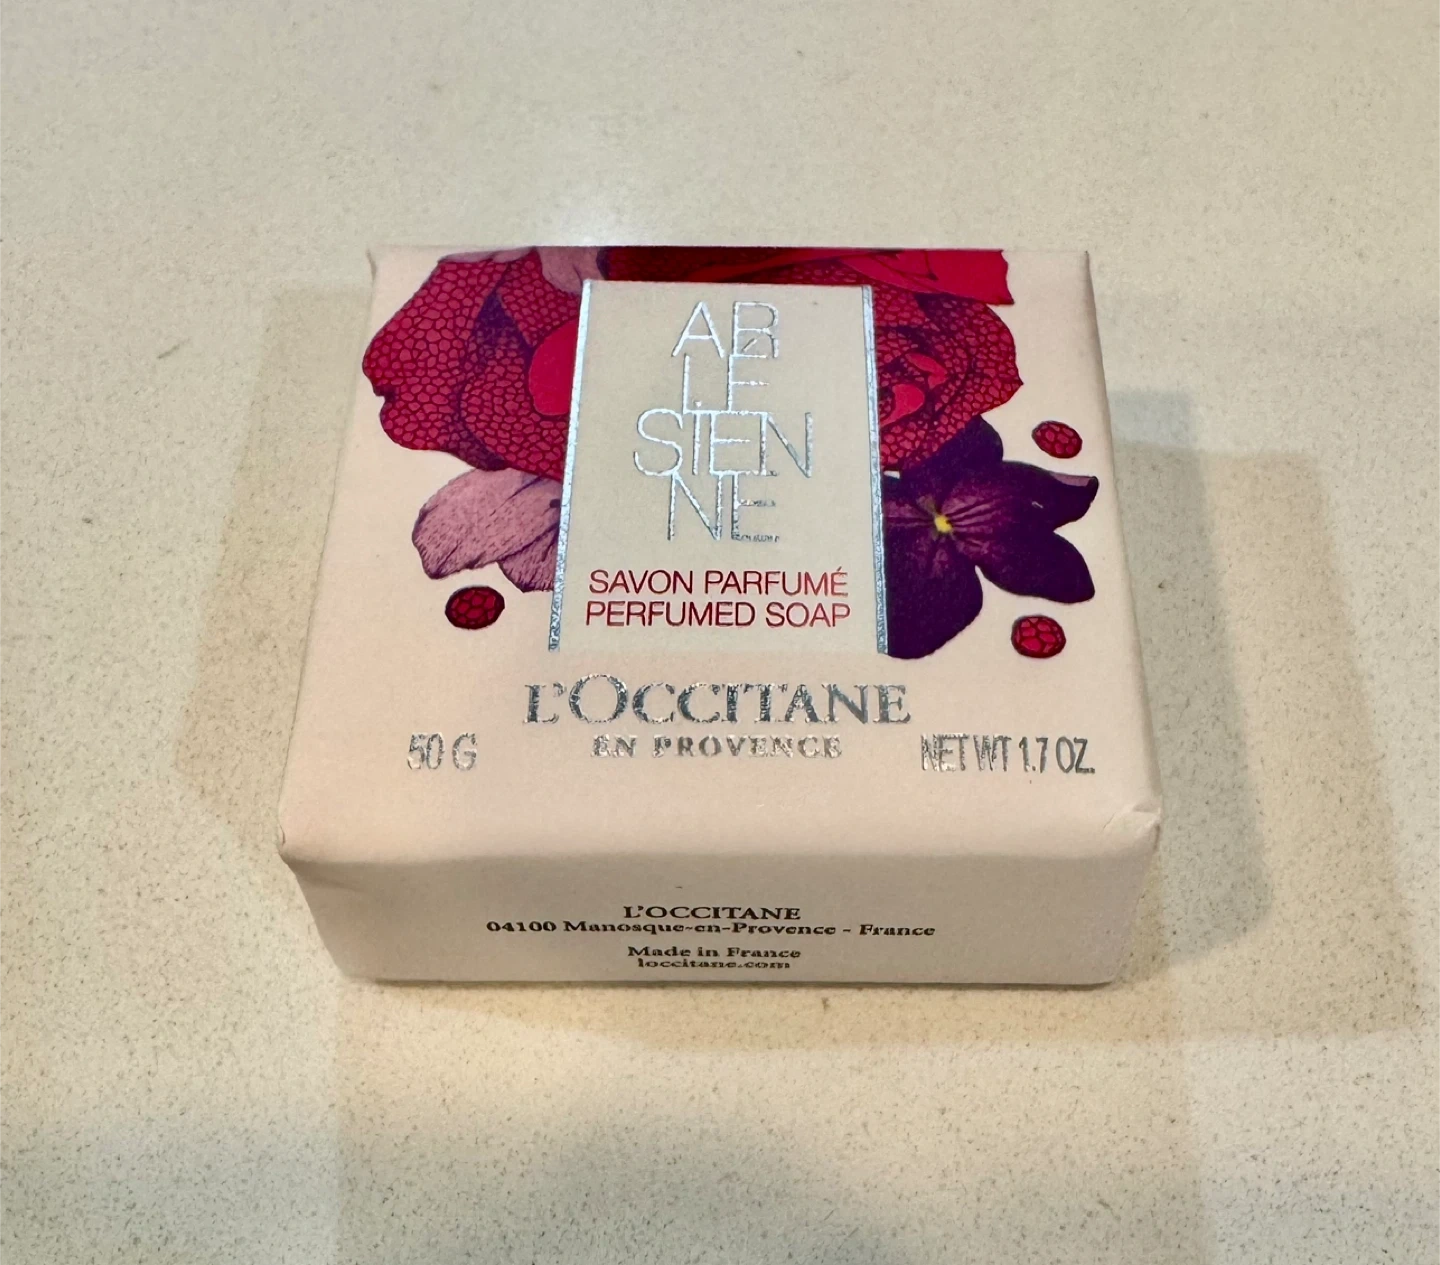 AR
LÉ
SIEN
NE
SAVON PARFUMÉ
PERFUMED SOAP
L'OCCITANE
EN PROVENCE
50 G
NET WT 1.7 OZ.
L'OCCITANE
04100 Manosque-en-Provence - France
Made in France
loccitane.com